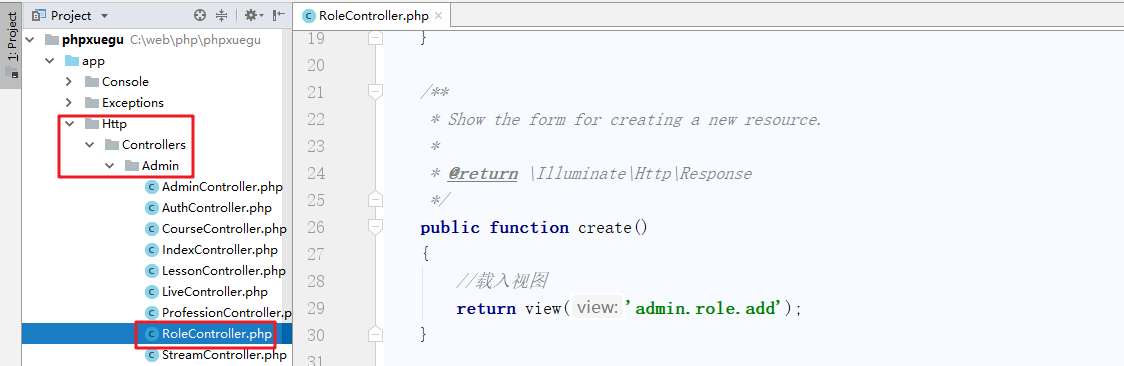 1: Project
Project
phpxuegu C:\web\php\phpxuegu
app
Console
Exceptions
Http
Controllers
Admin
AdminController.php
AuthController.php
CourseController.php
IndexController.php
LessonController.php
LiveController.php
ProfessionController.p
RoleController.php
StreamController.php
RoleController.php
19 }
20
21 /**
22 * Show the form for creating a new resource.
23 *
24 * @return \Illuminate\Http\Response
25 */
26 public function create()
27 {
28 //载入视图
29 return view( view: 'admin.role.add');
30 }
31